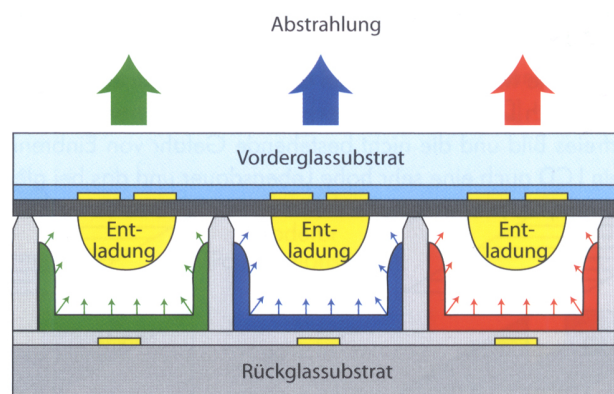 Abstrahlung
Vorderglassubstrat
Ent-
ladung
Ent-
ladung
Ent-
ladung
Rückglassubstrat